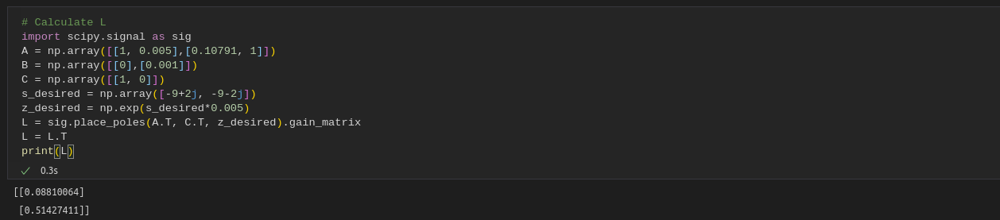 # Calculate L
import scipy.signal as sig
A = np.array([[1, 0.005],[0.10791, 1]])
B = np.array([[0],[0.001]])
C = np.array([[1, 0]])
s_desired = np.array([-9+2j, -9-2j])
z_desired = np.exp(s_desired*0.005)
L = sig.place_poles(A.T, C.T, z_desired).gain_matrix
L = L.T
print(L)
✓ 0.3s
[[0.08810064]
 [0.51427411]]